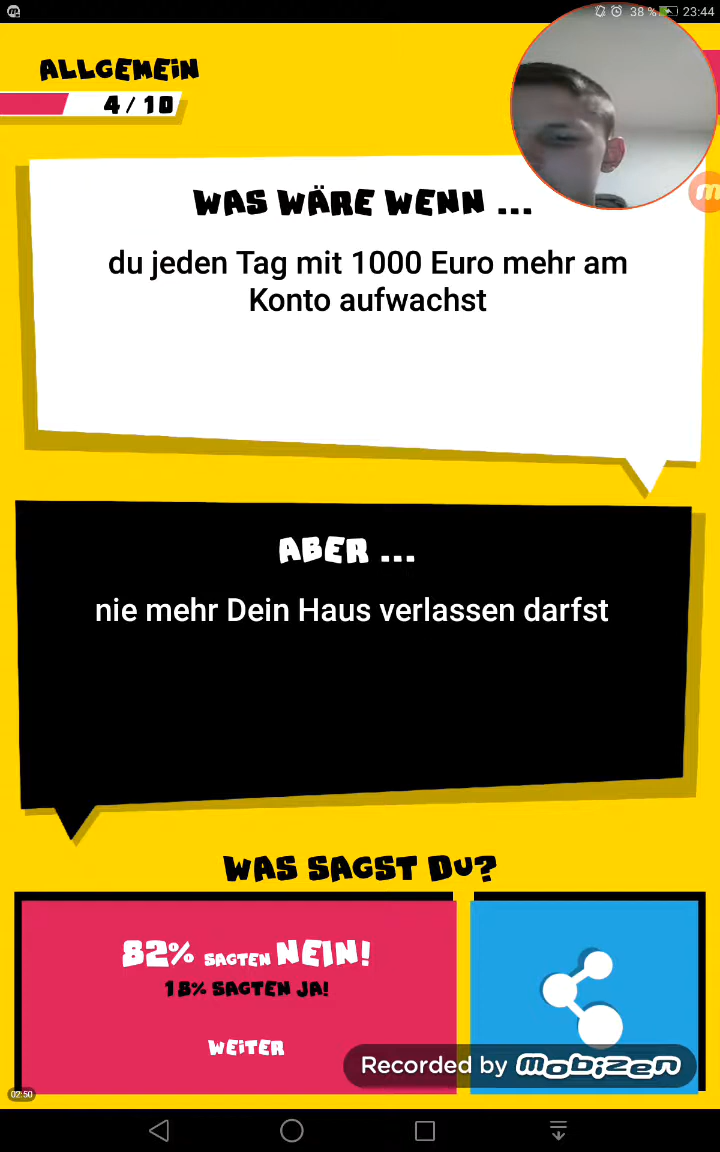 38 % 23:44
ALLGEMEIN
4/10
WAS WÄRE WENN ...
du jeden Tag mit 1000 Euro mehr am
Konto aufwachst
ABER ...
nie mehr Dein Haus verlassen darfst
WAS SAGST DU?
82% SAGTEN NEIN!
18% SAGTEN JA!
WEITER
Recorded by mobizen
02:50